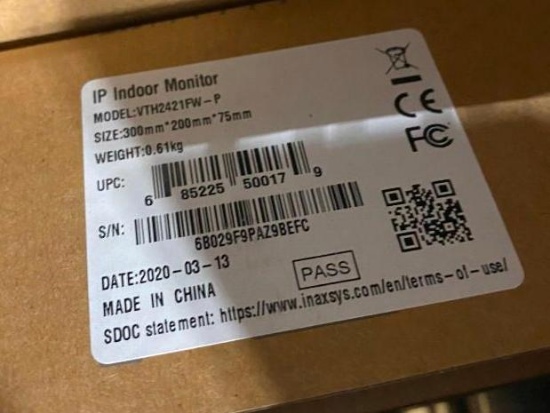 IP Indoor Monitor
MODEL:VTH2421FW-P
SIZE:300mm*200mm*75mm
WEIGHT:0.61kg
UPC: 6 85225 50017 9
S/N:
6B029F9PAZ9BEFC
DATE:2020-03-13
PASS
MADE IN CHINA
SDOC statement: https://www.inaxsys.com/en/terms-of-use/
CE
FC